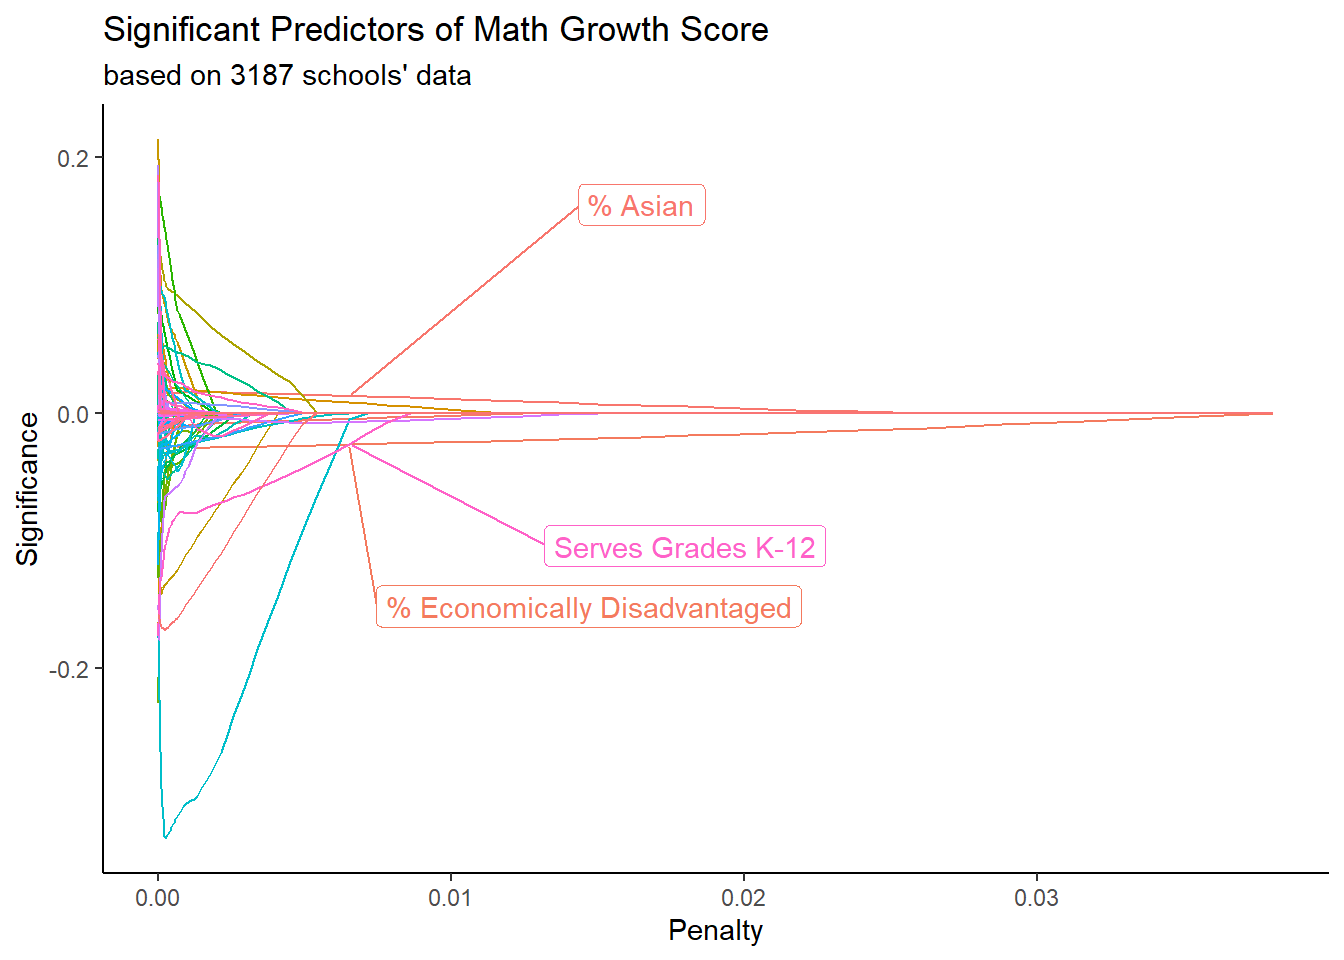 Significant Predictors of Math Growth Score
based on 3187 schools' data
Significance
0.2
0.0
-0.2
% Asian
Serves Grades K-12
% Economically Disadvantaged
0.00
0.01
0.02
0.03
Penalty